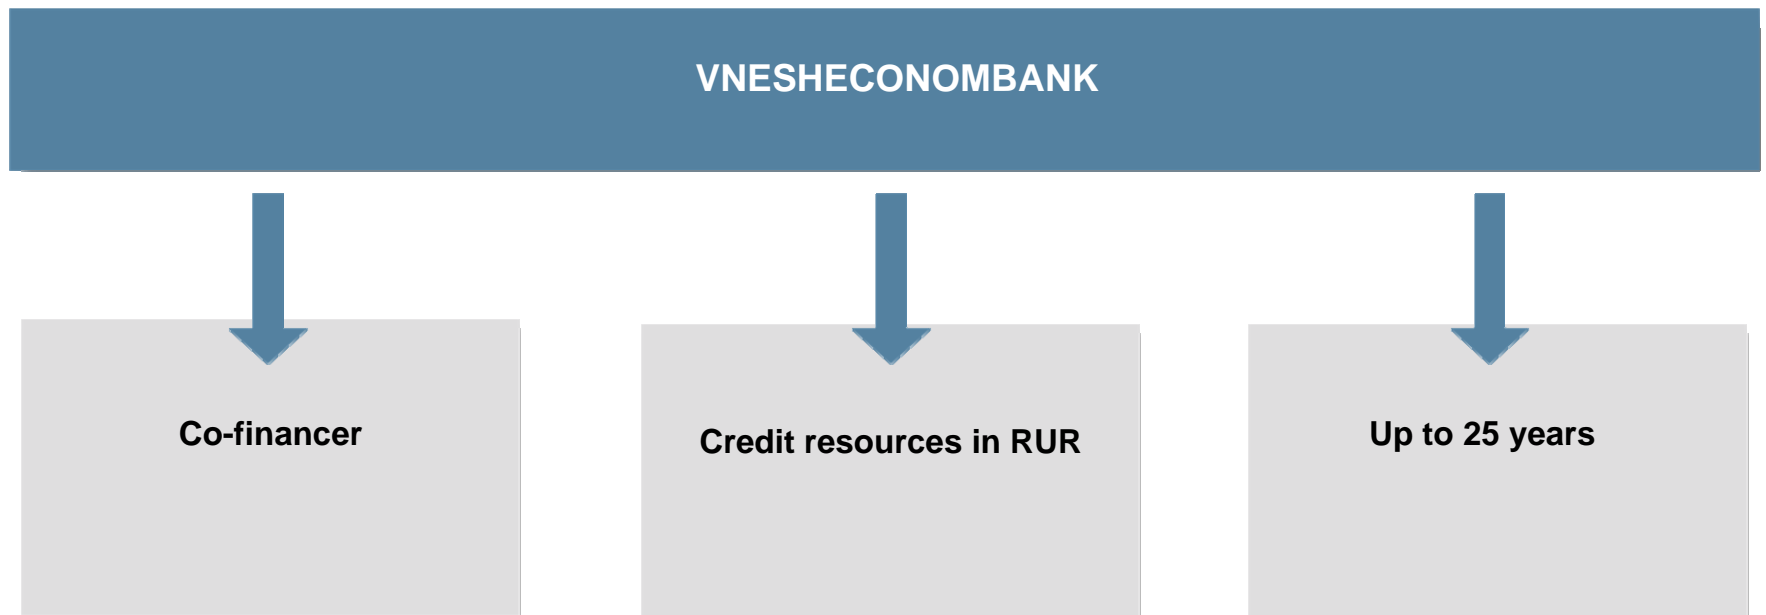 VNESHECONOMBANK
Co-financer
Credit resources in RUR
Up to 25 years